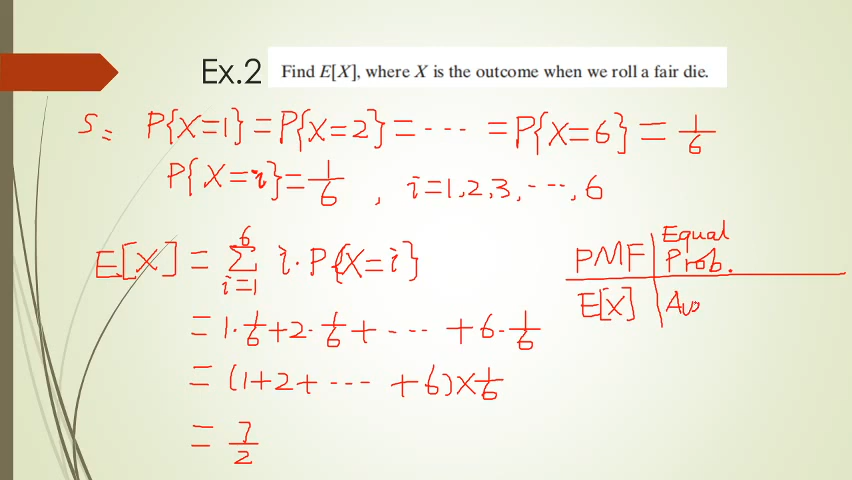 Ex.2 Find E[X], where X is the outcome when we roll a fair die.
S: P{X=1} = P{X=2} = ··· = P{X=6} = 1/6
P{X=i} = 1/6 , i=1,2,3,···,6
E[X] = Σ_{i=1}^{6} i·P{X=i}
= 1·1/6 + 2·1/6 + ··· + 6·1/6
= (1+2+ ··· +6)×1/6
= 7/2
PMF | Equal Prob.
E[X] | Av